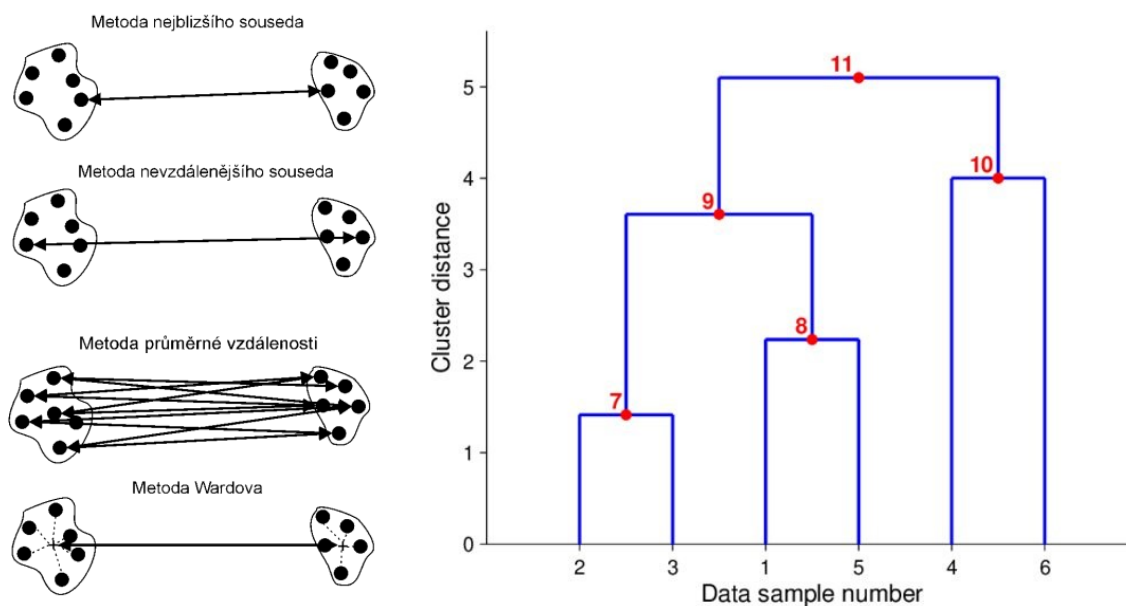 Metoda nejblizšího souseda
Metoda nevzdálenějšího souseda
Metoda průměrné vzdálenosti
Metoda Wardova
11
10
9
8
7
5
4
3
2
1
0
Cluster distance
2 3 1 5 4 6
Data sample number